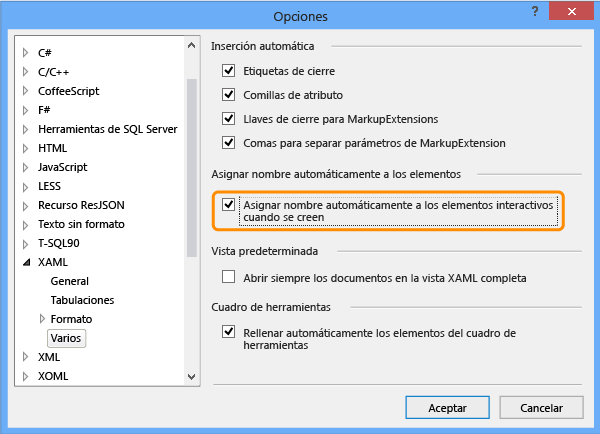 Opciones
?
C#
C/C++
CoffeeScript
F#
Herramientas de SQL Server
HTML
JavaScript
LESS
Recurso ResJSON
Texto sin formato
T-SQL90
XAML
General
Tabulaciones
Formato
Varios
XML
XOML
Inserción automática
Etiquetas de cierre
Comillas de atributo
Llaves de cierre para MarkupExtensions
Comas para separar parámetros de MarkupExtension
Asignar nombre automáticamente a los elementos
Asignar nombre automáticamente a los elementos interactivos
cuando se creen
Vista predeterminada
Abrir siempre los documentos en la vista XAML completa
Cuadro de herramientas
Rellenar automáticamente los elementos del cuadro de
herramientas
Aceptar
Cancelar